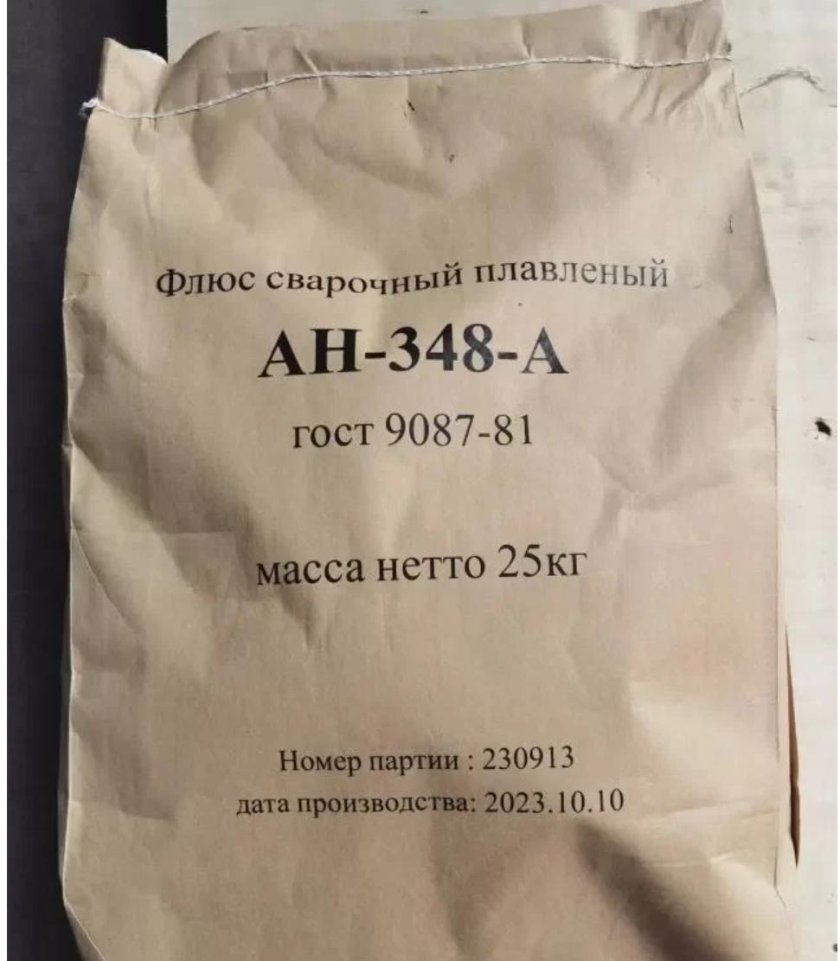 Флюс сварочный плавленый
АН-348-А
гост 9087-81
масса нетто 25кг
Номер партии : 230913
дата производства: 2023.10.10